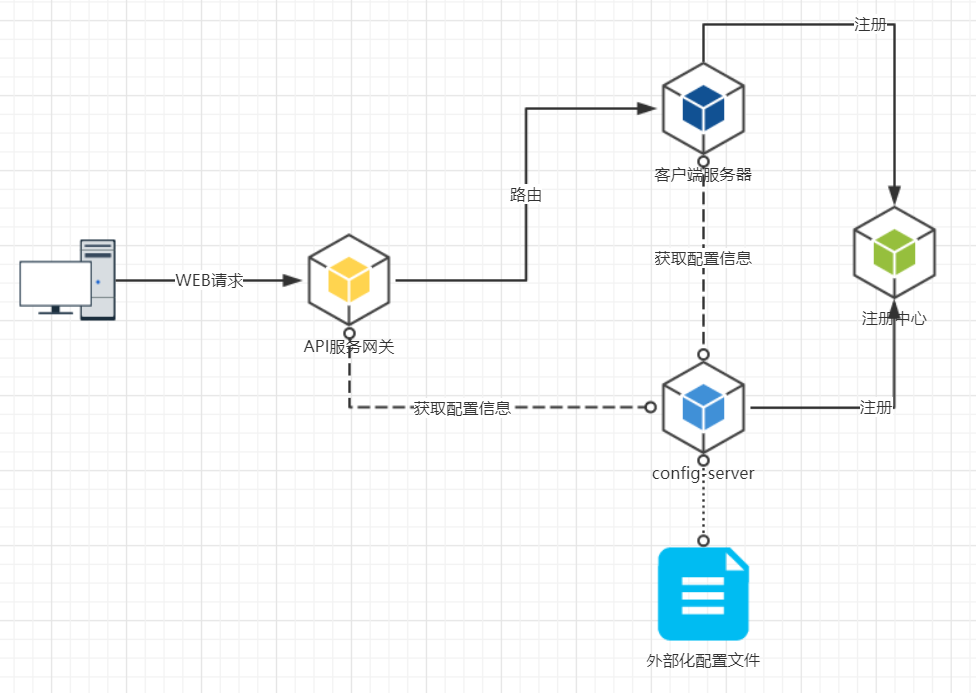 注册
客户端服务器
路由
获取配置信息
WEB请求
注册中心
API服务网关
获取配置信息
注册
config-server
外部化配置文件